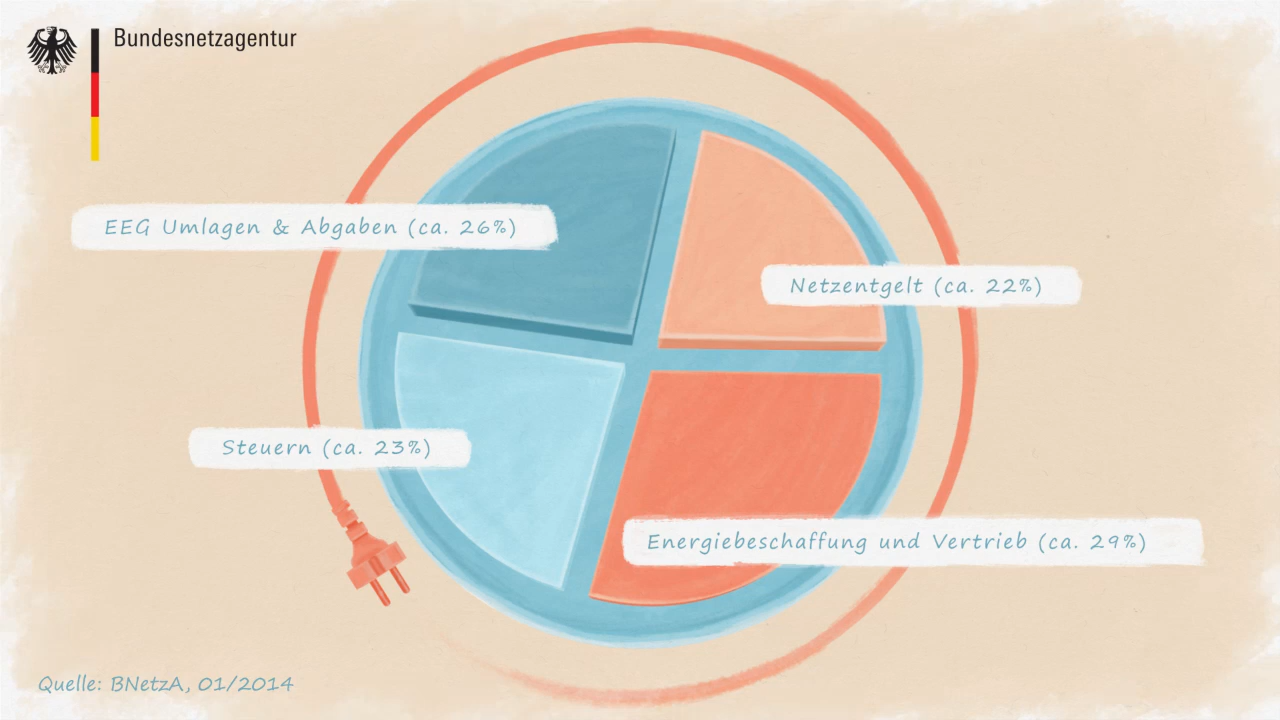 Bundesnetzagentur
EEG Umlagen & Abgaben (ca. 26%)
Netzentgelt (ca. 22%)
Steuern (ca. 23%)
Energiebeschaffung und Vertrieb (ca. 29%)
Quelle: BNetzA, 01/2014